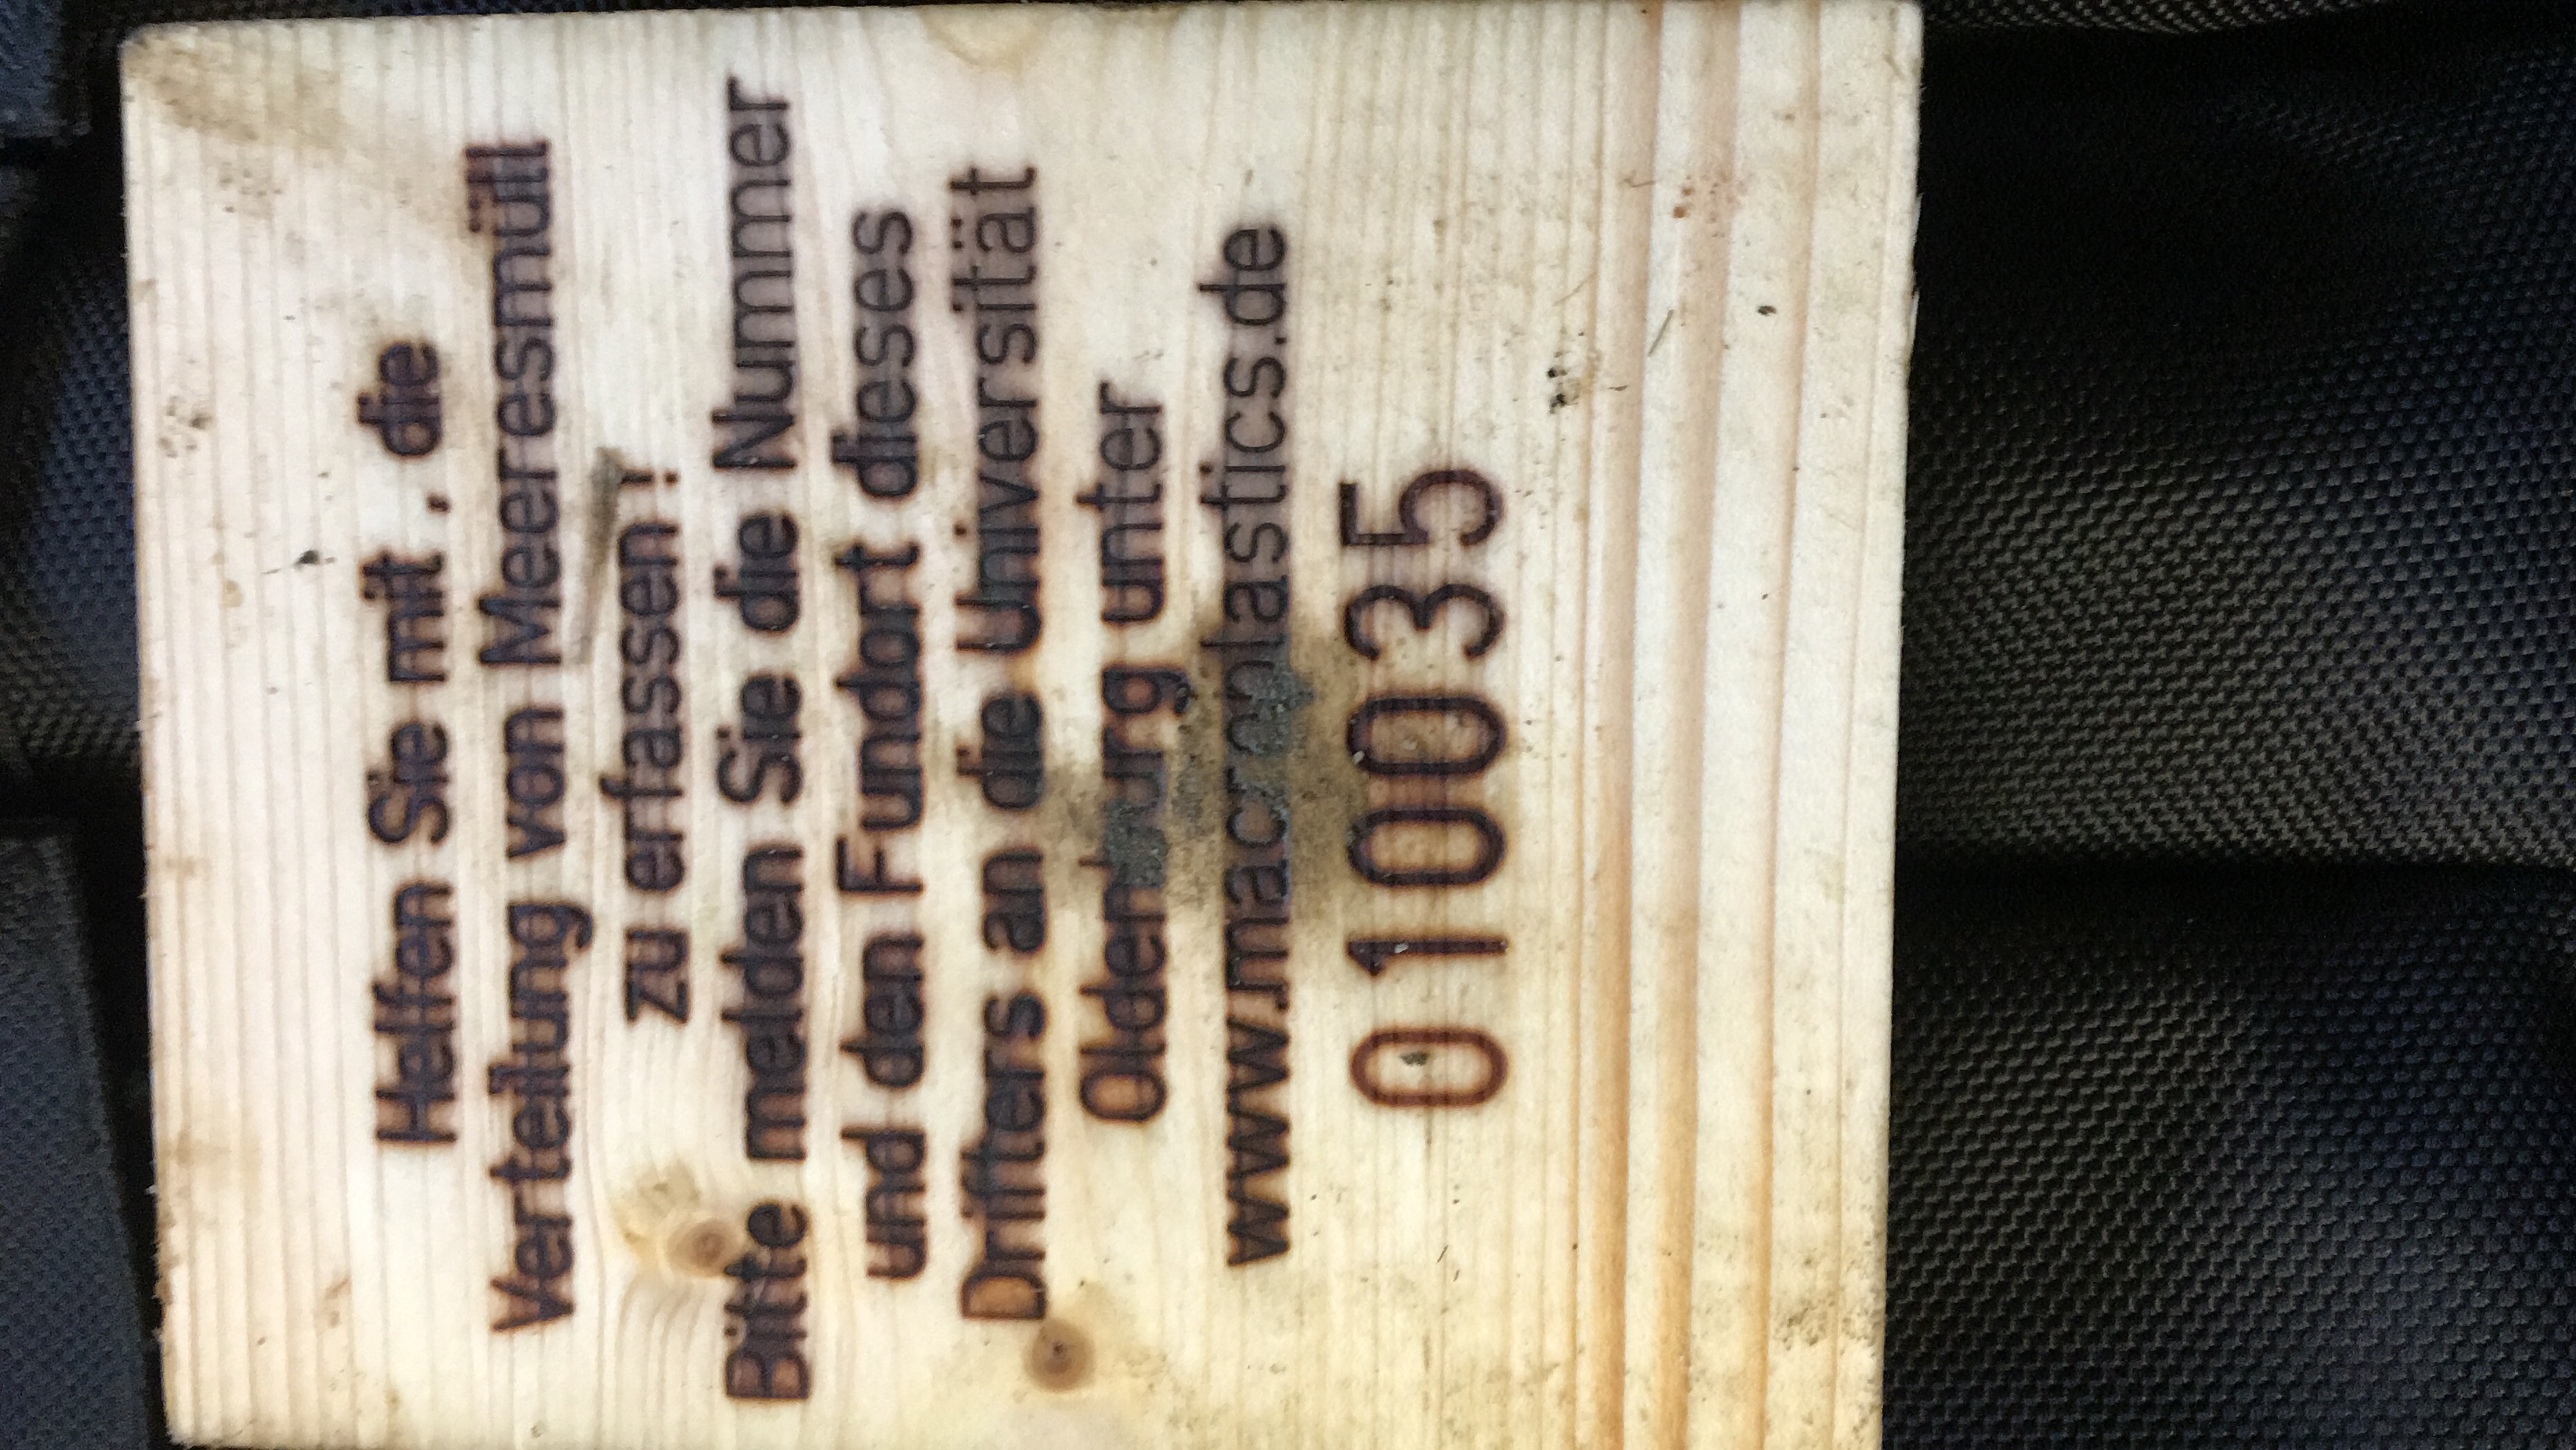 Helfen Sie mit , die
Verteilung von Meeresmüll
zu erfassen !
Bitte melden Sie die Nummer
und den Fundort dieses
Drifters an die Universität
Oldenburg unter
www.macroplastics.de
010035